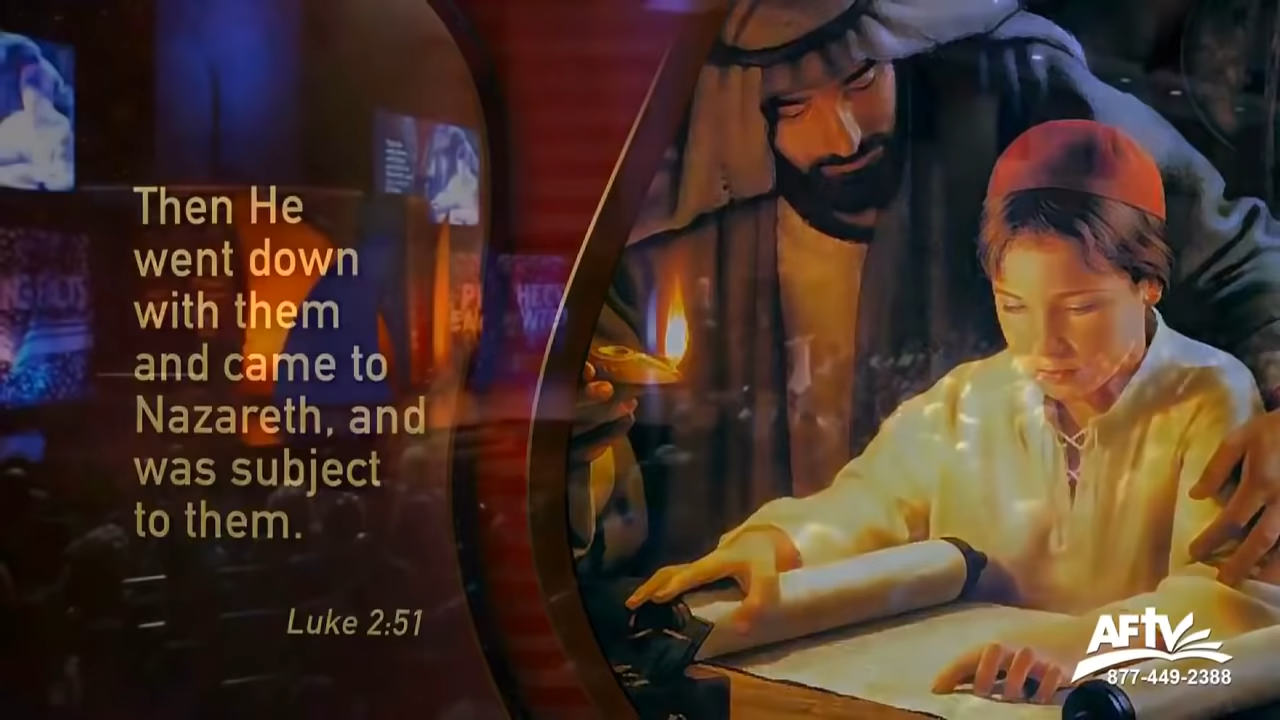 Then He
went down
with them
and came to
Nazareth, and
was subject
to them.
Luke 2:51
AFtv
877-449-2388